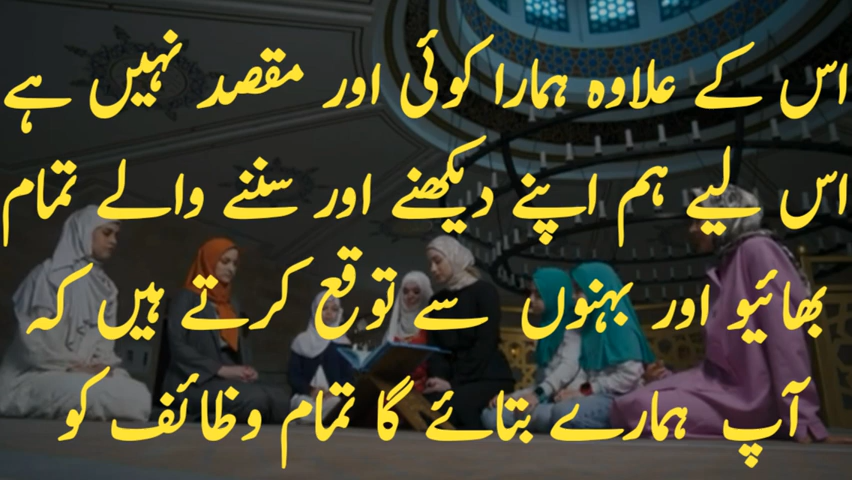 اس کے علاوہ ہمارا کوئی اور مقصد نہیں ہے
اس لیے ہم اپنے دیکھنے اور سننے والے تمام
بھائیو اور بہنوں سے توقع کرتے ہیں کہ
آپ ہمارے بتائے گا تمام وظائف کو